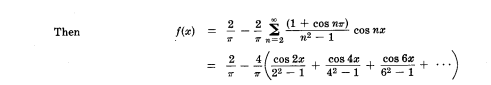 Then f(x) = 2/π − 2/π ∑_{n=2}^{∞} (1 + cos nπ)/(n² − 1) cos nx
= 2/π − 4/π (cos 2x/(2² − 1) + cos 4x/(4² − 1) + cos 6x/(6² − 1) + ···)